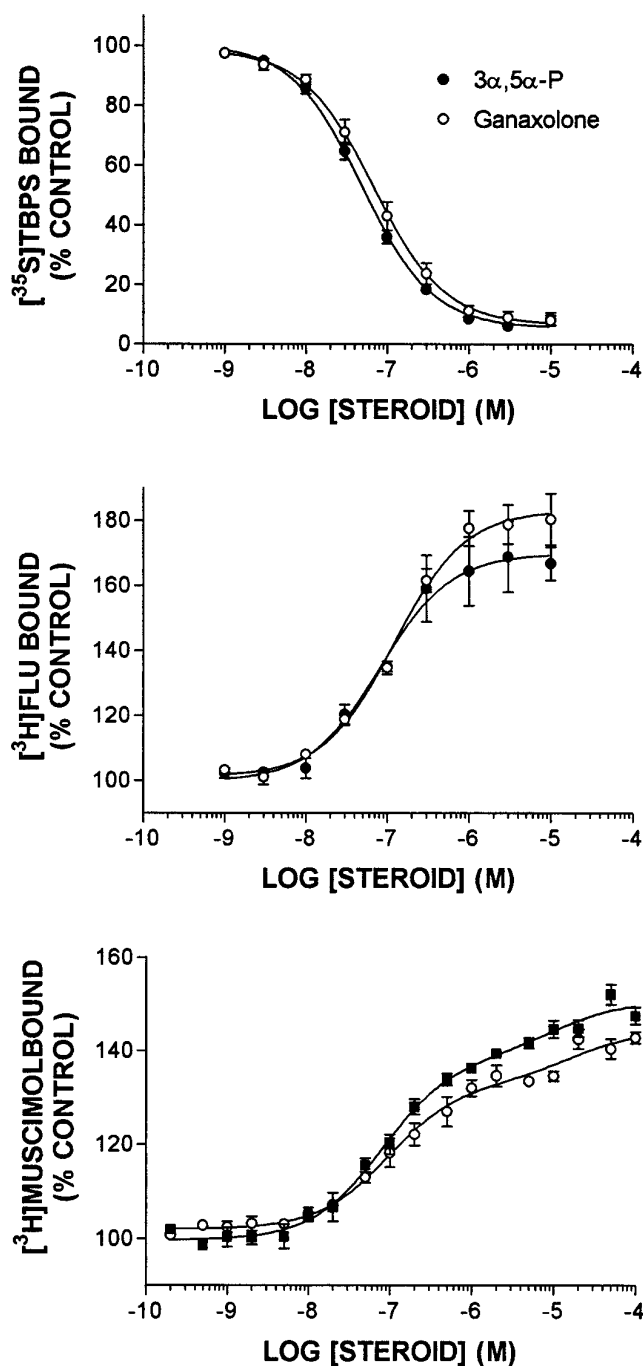 [³⁵S]TBPS BOUND
(% CONTROL)
100
80
60
40
20
0
3α,5α-P
Ganaxolone
-10 -9 -8 -7 -6 -5 -4
LOG [STEROID] (M)
[³H]FLU BOUND
(% CONTROL)
180
160
140
120
100
-10 -9 -8 -7 -6 -5 -4
LOG [STEROID] (M)
[³H]MUSCIMOLBOUND
(% CONTROL)
160
140
120
100
-10 -9 -8 -7 -6 -5 -4
LOG [STEROID] (M)